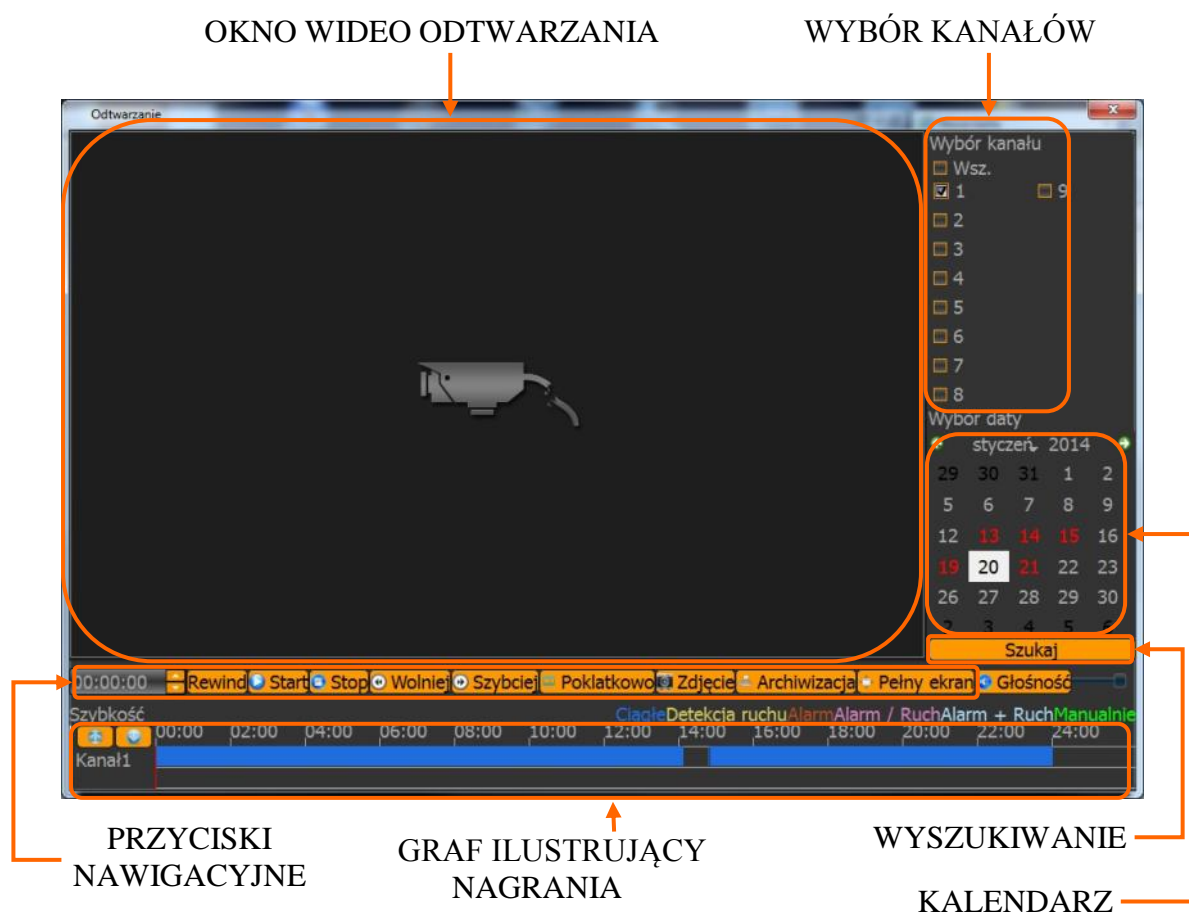 OKNO WIDEO ODTWARZANIA WYBÓR KANAŁÓW
Odtwarzanie
Wybór kanału
Wsz.
1 9
2
3
4
5
6
7
8
Wybór daty
styczeń 2014
29 30 31 1 2
5 6 7 8 9
12 13 14 15 16
19 20 21 22 23
26 27 28 29 30
2 3 4 5 6
Szukaj
00:00:00 Rewind Start Stop Wolniej Szybciej Poklatkowo Zdjęcie Archiwizacja Pełny ekran Głośność
Szybkość Ciągłe Detekcja ruchu Alarm Alarm / Ruch Alarm + Ruch Manualnie
00:00 02:00 04:00 06:00 08:00 10:00 12:00 14:00 16:00 18:00 20:00 22:00 24:00
Kanał1
PRZYCISKI NAWIGACYJNE
GRAF ILUSTRUJĄCY NAGRANIA
WYSZUKIWANIE
KALENDARZ